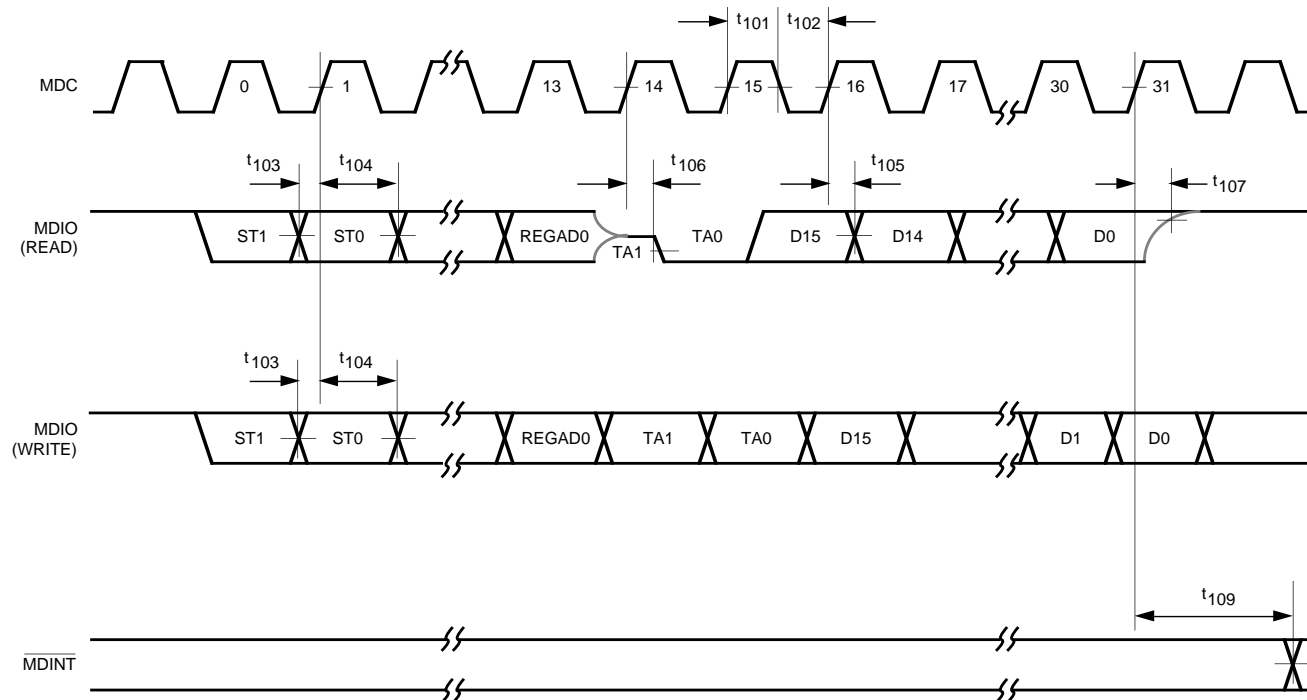 t101 t102
MDC 0 1 13 14 15 16 17 30 31
t103 t104 t106 t105 t107
MDIO
(READ)
ST1 ST0 REGAD0 TA1 TA0 D15 D14 D0
t103 t104
MDIO
(WRITE)
ST1 ST0 REGAD0 TA1 TA0 D15 D1 D0
t109
MDINT